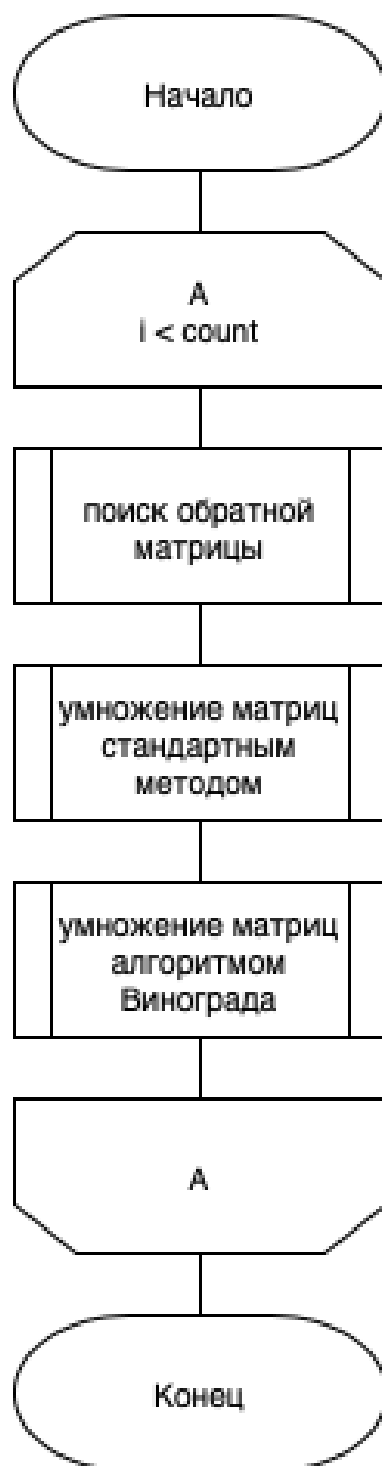 Начало
А
i < count
поиск обратной
матрицы
умножение матриц
стандартным
методом
умножение матриц
алгоритмом
Винограда
А
Конец